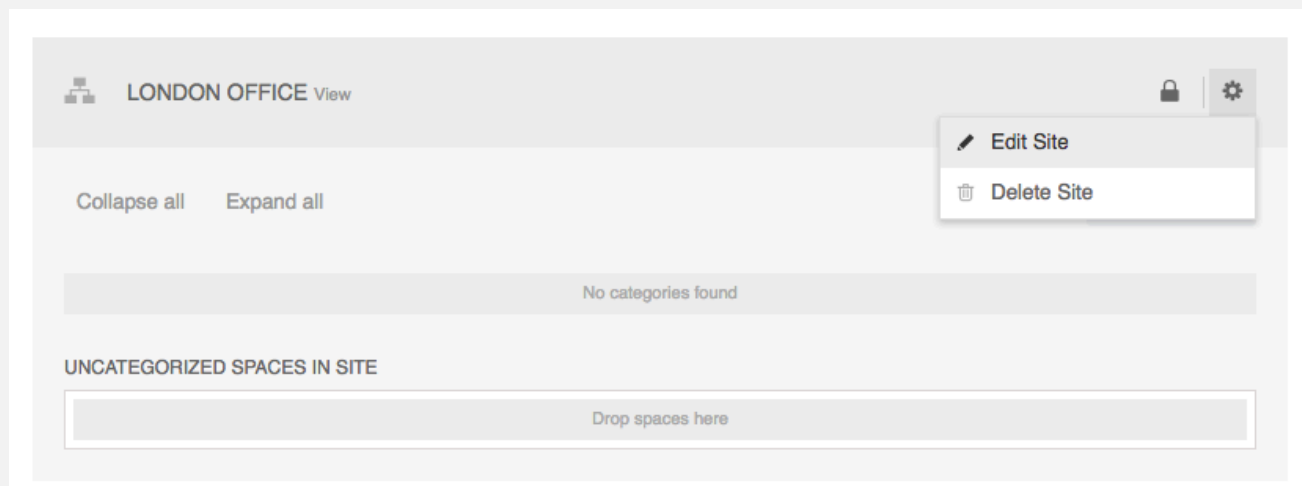 LONDON OFFICE View
Edit Site
Delete Site
Collapse all Expand all
No categories found
UNCATEGORIZED SPACES IN SITE
Drop spaces here